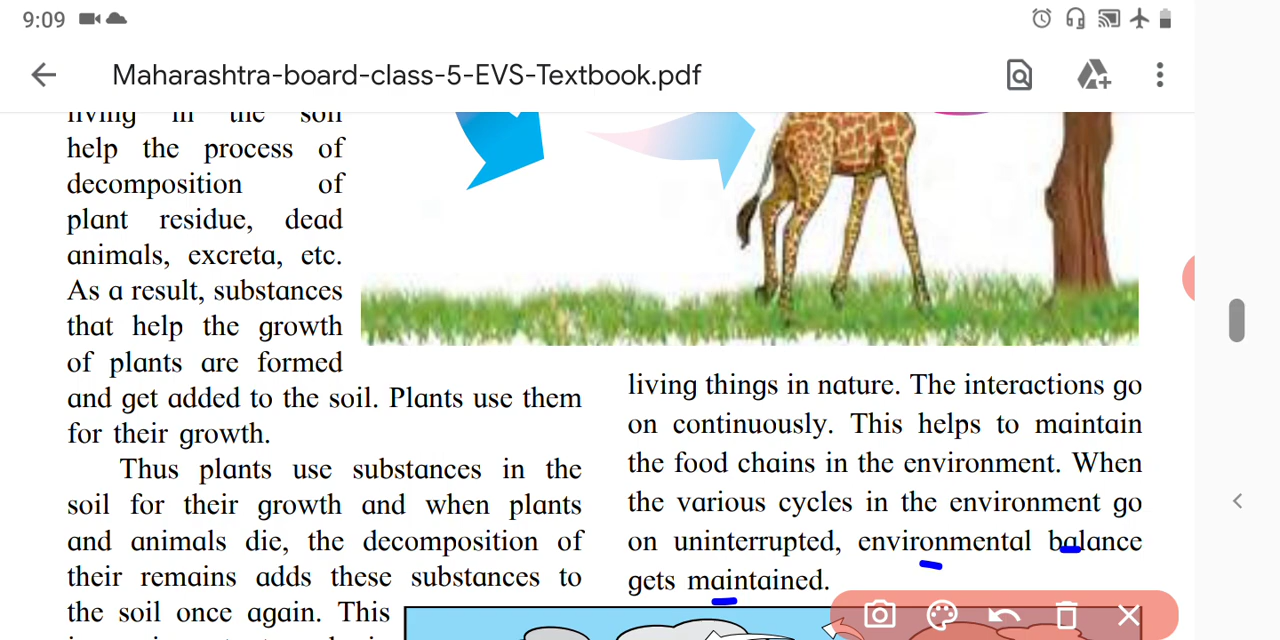 9:09
Maharashtra-board-class-5-EVS-Textbook.pdf
living in the soil
help the process of
decomposition of
plant residue, dead
animals, excreta, etc.
As a result, substances
that help the growth
of plants are formed
and get added to the soil. Plants use them
for their growth.
Thus plants use substances in the
soil for their growth and when plants
and animals die, the decomposition of
their remains adds these substances to
the soil once again. This
living things in nature. The interactions go
on continuously. This helps to maintain
the food chains in the environment. When
the various cycles in the environment go
on uninterrupted, environmental balance
gets maintained.